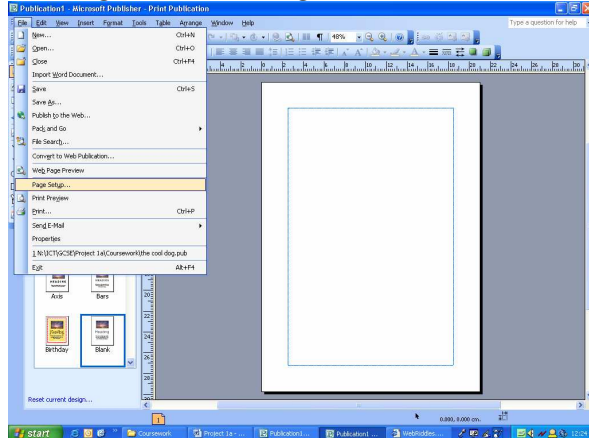 Publication1 - Microsoft Publisher - Print Publication
File Edit View Insert Format Tools Table Arrange Window Help
Type a question for help
New... Ctrl+N
48%
Open... Ctrl+O
Close Ctrl+F4
Import Word Document...
Save Ctrl+S
Save As...
Publish to the Web...
Pack and Go
File Search...
Convert to Web Publication...
Web Page Preview
Page Setup...
Print Preview
Print... Ctrl+P
Send E-Mail
Properties
1 N:\ICT\GCSE\Project 1a\Coursework\the cool dog.pub
Exit Alt+F4
Axis Bars
Birthday Blank
Reset current design...
1
0.000, 0.000 cm.
start Coursework Project 1a -... Publication1... Publication1 ... WebRiddles... 12:24